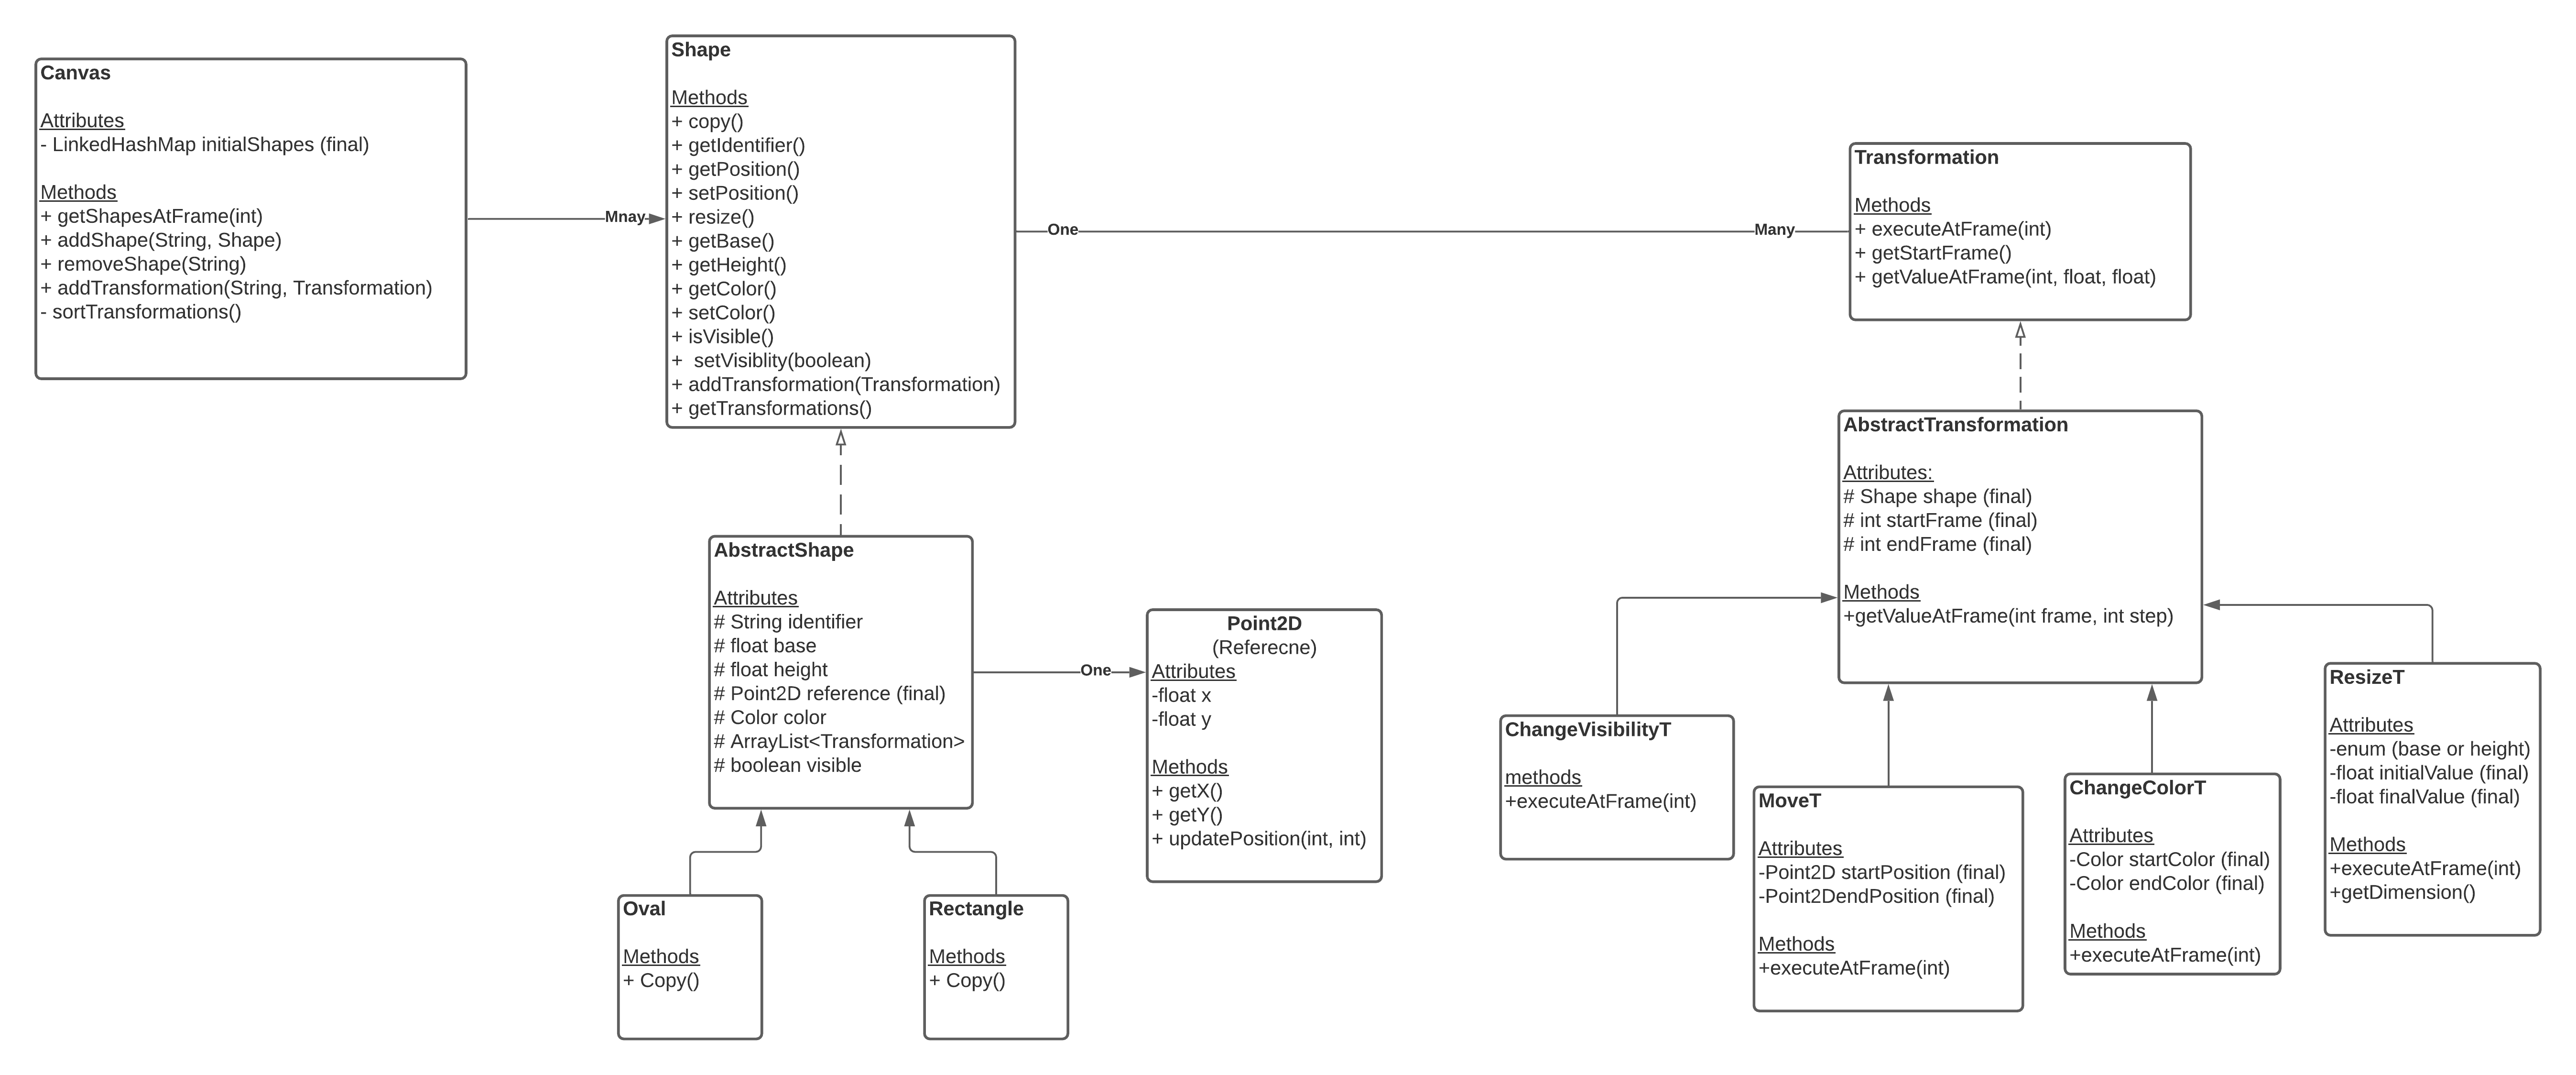 Canvas
Attributes
- LinkedHashMap initialShapes (final)
Methods
+ getShapesAtFrame(int)
+ addShape(String, Shape)
+ removeShape(String)
+ addTransformation(String, Transformation)
- sortTransformations()
Mnay
Shape
Methods
+ copy()
+ getIdentifier()
+ getPosition()
+ setPosition()
+ resize()
+ getBase()
+ getHeight()
+ getColor()
+ setColor()
+ isVisible()
+  setVisiblity(boolean)
+ addTransformation(Transformation)
+ getTransformations()
One
Many
Transformation
Methods
+ executeAtFrame(int)
+ getStartFrame()
+ getValueAtFrame(int, float, float)
AbstractShape
Attributes
# String identifier
# float base
# float height
# Point2D reference (final)
# Color color
# ArrayList<Transformation>
# boolean visible
One
Point2D
(Referecne)
Attributes
-float x
-float y
Methods
+ getX()
+ getY()
+ updatePosition(int, int)
Oval
Methods
+ Copy()
Rectangle
Methods
+ Copy()
AbstractTransformation
Attributes:
# Shape shape (final)
# int startFrame (final)
# int endFrame (final)
Methods
+getValueAtFrame(int frame, int step)
ChangeVisibilityT
methods
+executeAtFrame(int)
MoveT
Attributes
-Point2D startPosition (final)
-Point2DendPosition (final)
Methods
+executeAtFrame(int)
ChangeColorT
Attributes
-Color startColor (final)
-Color endColor (final)
Methods
+executeAtFrame(int)
ResizeT
Attributes
-enum (base or height)
-float initialValue (final)
-float finalValue (final)
Methods
+executeAtFrame(int)
+getDimension()